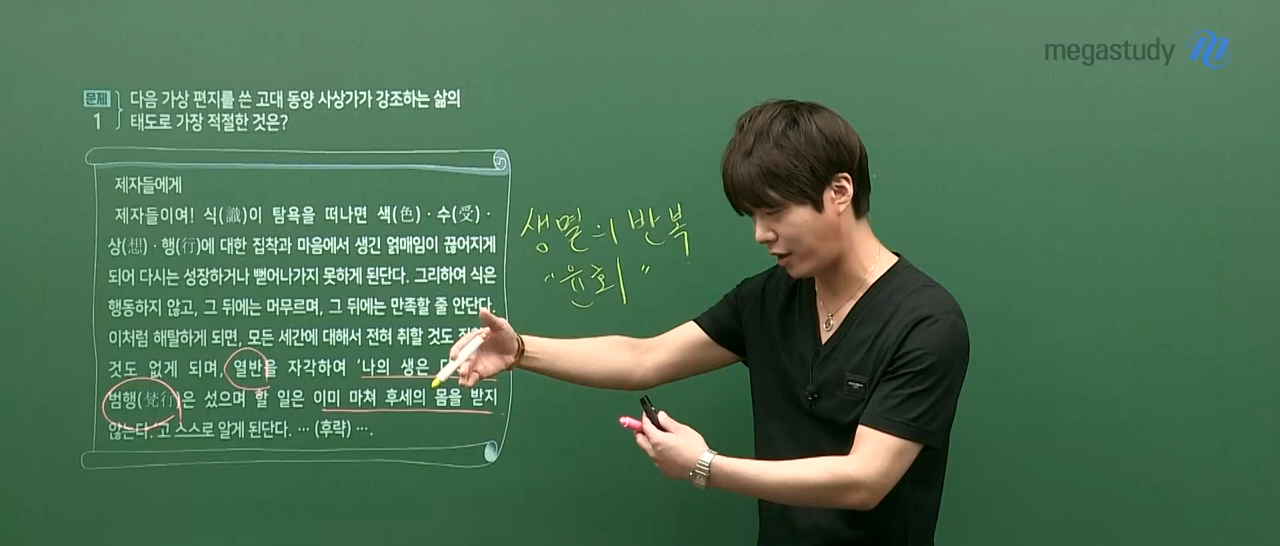 megastudy
문제
1
다음 가상 편지를 쓴 고대 동양 사상가가 강조하는 삶의
태도로 가장 적절한 것은?
제자들에게
제자들이여! 식(識)이 탐욕을 떠나면 색(色)·수(受)·
상(想)·행(行)에 대한 집착과 마음에서 생긴 얽매임이 끊어지게
되어 다시는 성장하거나 뻗어나가지 못하게 된단다. 그리하여 식은
행동하지 않고, 그 뒤에는 머무르며, 그 뒤에는 만족할 줄 안단다.
이처럼 해탈하게 되면, 모든 세간에 대해서 전혀 취할 것도
것도 없게 되며, 열반을 자각하여 '나의 생은
범행(梵行)은 섰으며 할 일은 이미 마쳐 후세의 몸을 받지
않는다.'고 스스로 알게 된단다. … (후략) ….
생멸의 반복
"윤회"